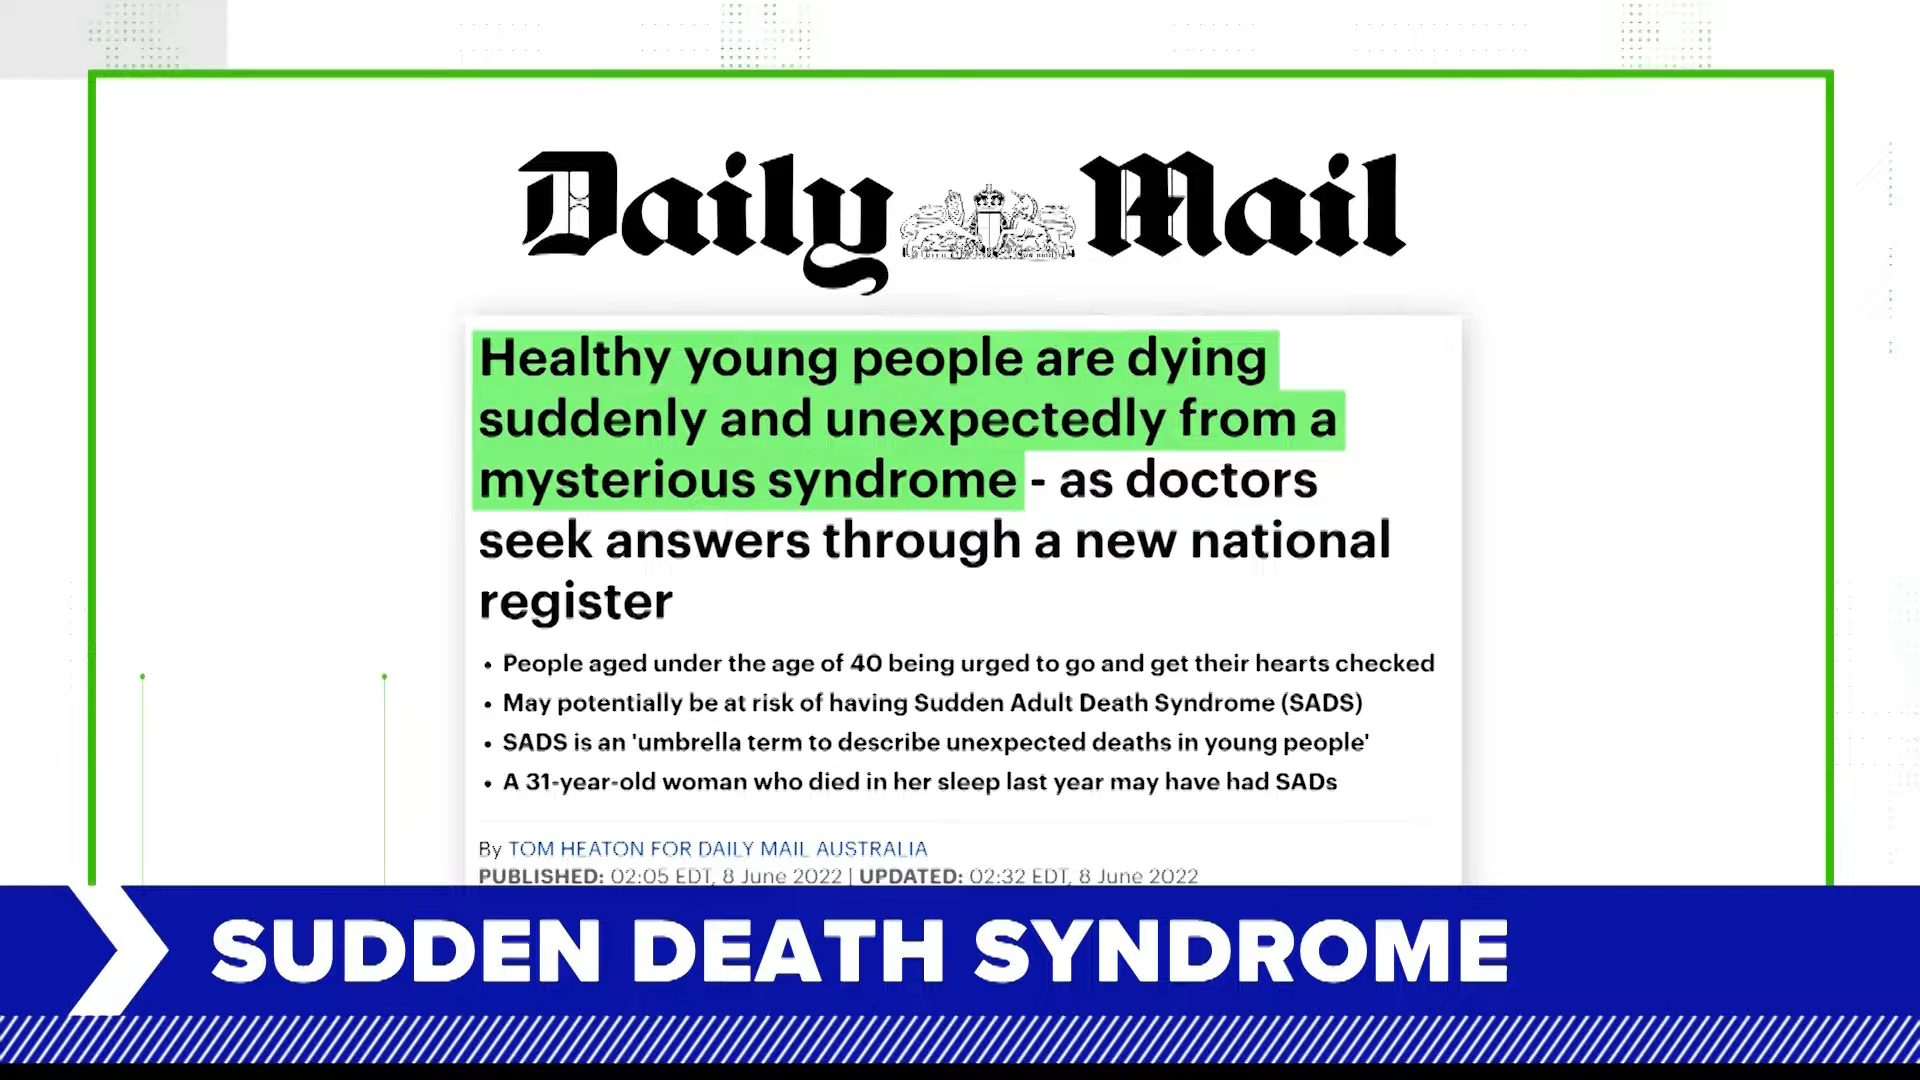 Daily Mail
Healthy young people are dying
suddenly and unexpectedly from a
mysterious syndrome - as doctors
seek answers through a new national
register
• People aged under the age of 40 being urged to go and get their hearts checked
• May potentially be at risk of having Sudden Adult Death Syndrome (SADS)
• SADS is an 'umbrella term to describe unexpected deaths in young people'
• A 31-year-old woman who died in her sleep last year may have had SADs
By TOM HEATON FOR DAILY MAIL AUSTRALIA
PUBLISHED: 02:05 EDT, 8 June 2022 | UPDATED: 02:32 EDT, 8 June 2022
SUDDEN DEATH SYNDROME